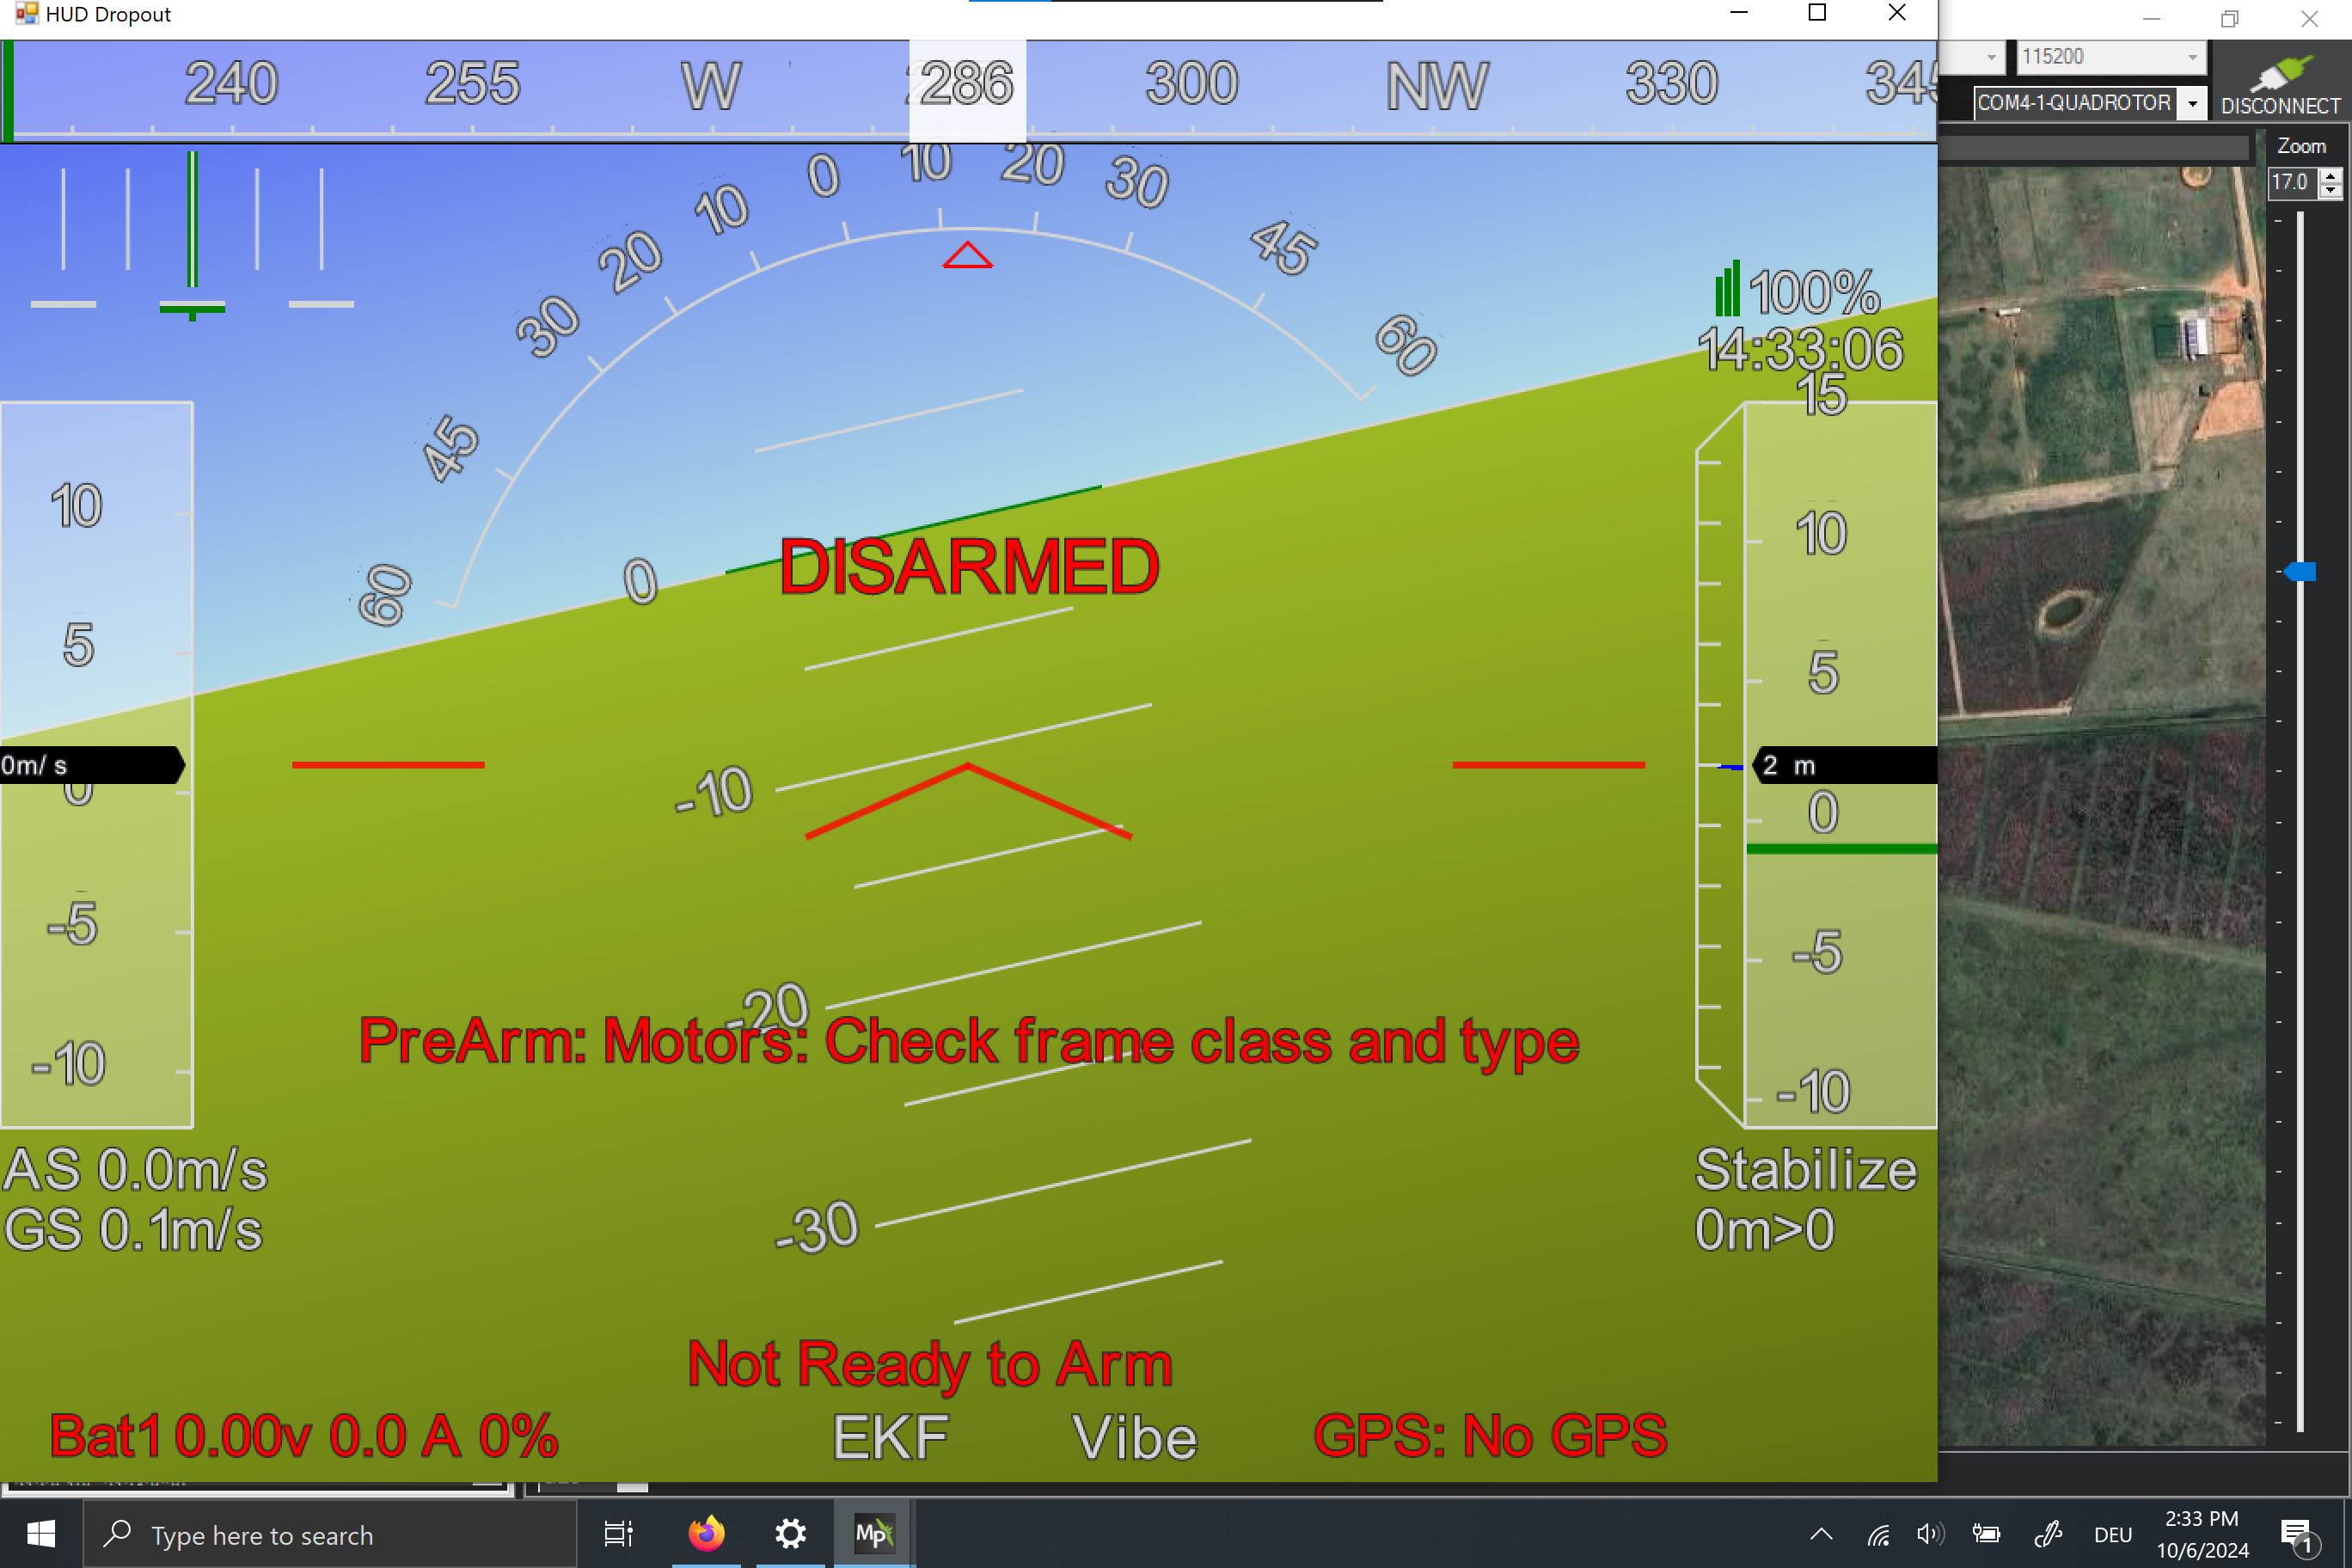 HUD Dropout
240 255 W 286 300 NW 330 345
115200
COM4-1-QUADROTOR
DISCONNECT
Zoom
17.0
60 45 30 20 10 0 10 20 30 45 60
100%
14:33:06
15
10
5
0
-5
-10
10
5
0
-5
-10
0m/ s
2 m
0
DISARMED
-10
-20
PreArm: Motors: Check frame class and type
-30
AS 0.0m/s
GS 0.1m/s
Stabilize
0m>0
Not Ready to Arm
Bat1 0.00v 0.0 A 0%
EKF
Vibe
GPS: No GPS
Type here to search
MP
DEU
2:33 PM
10/6/2024
1